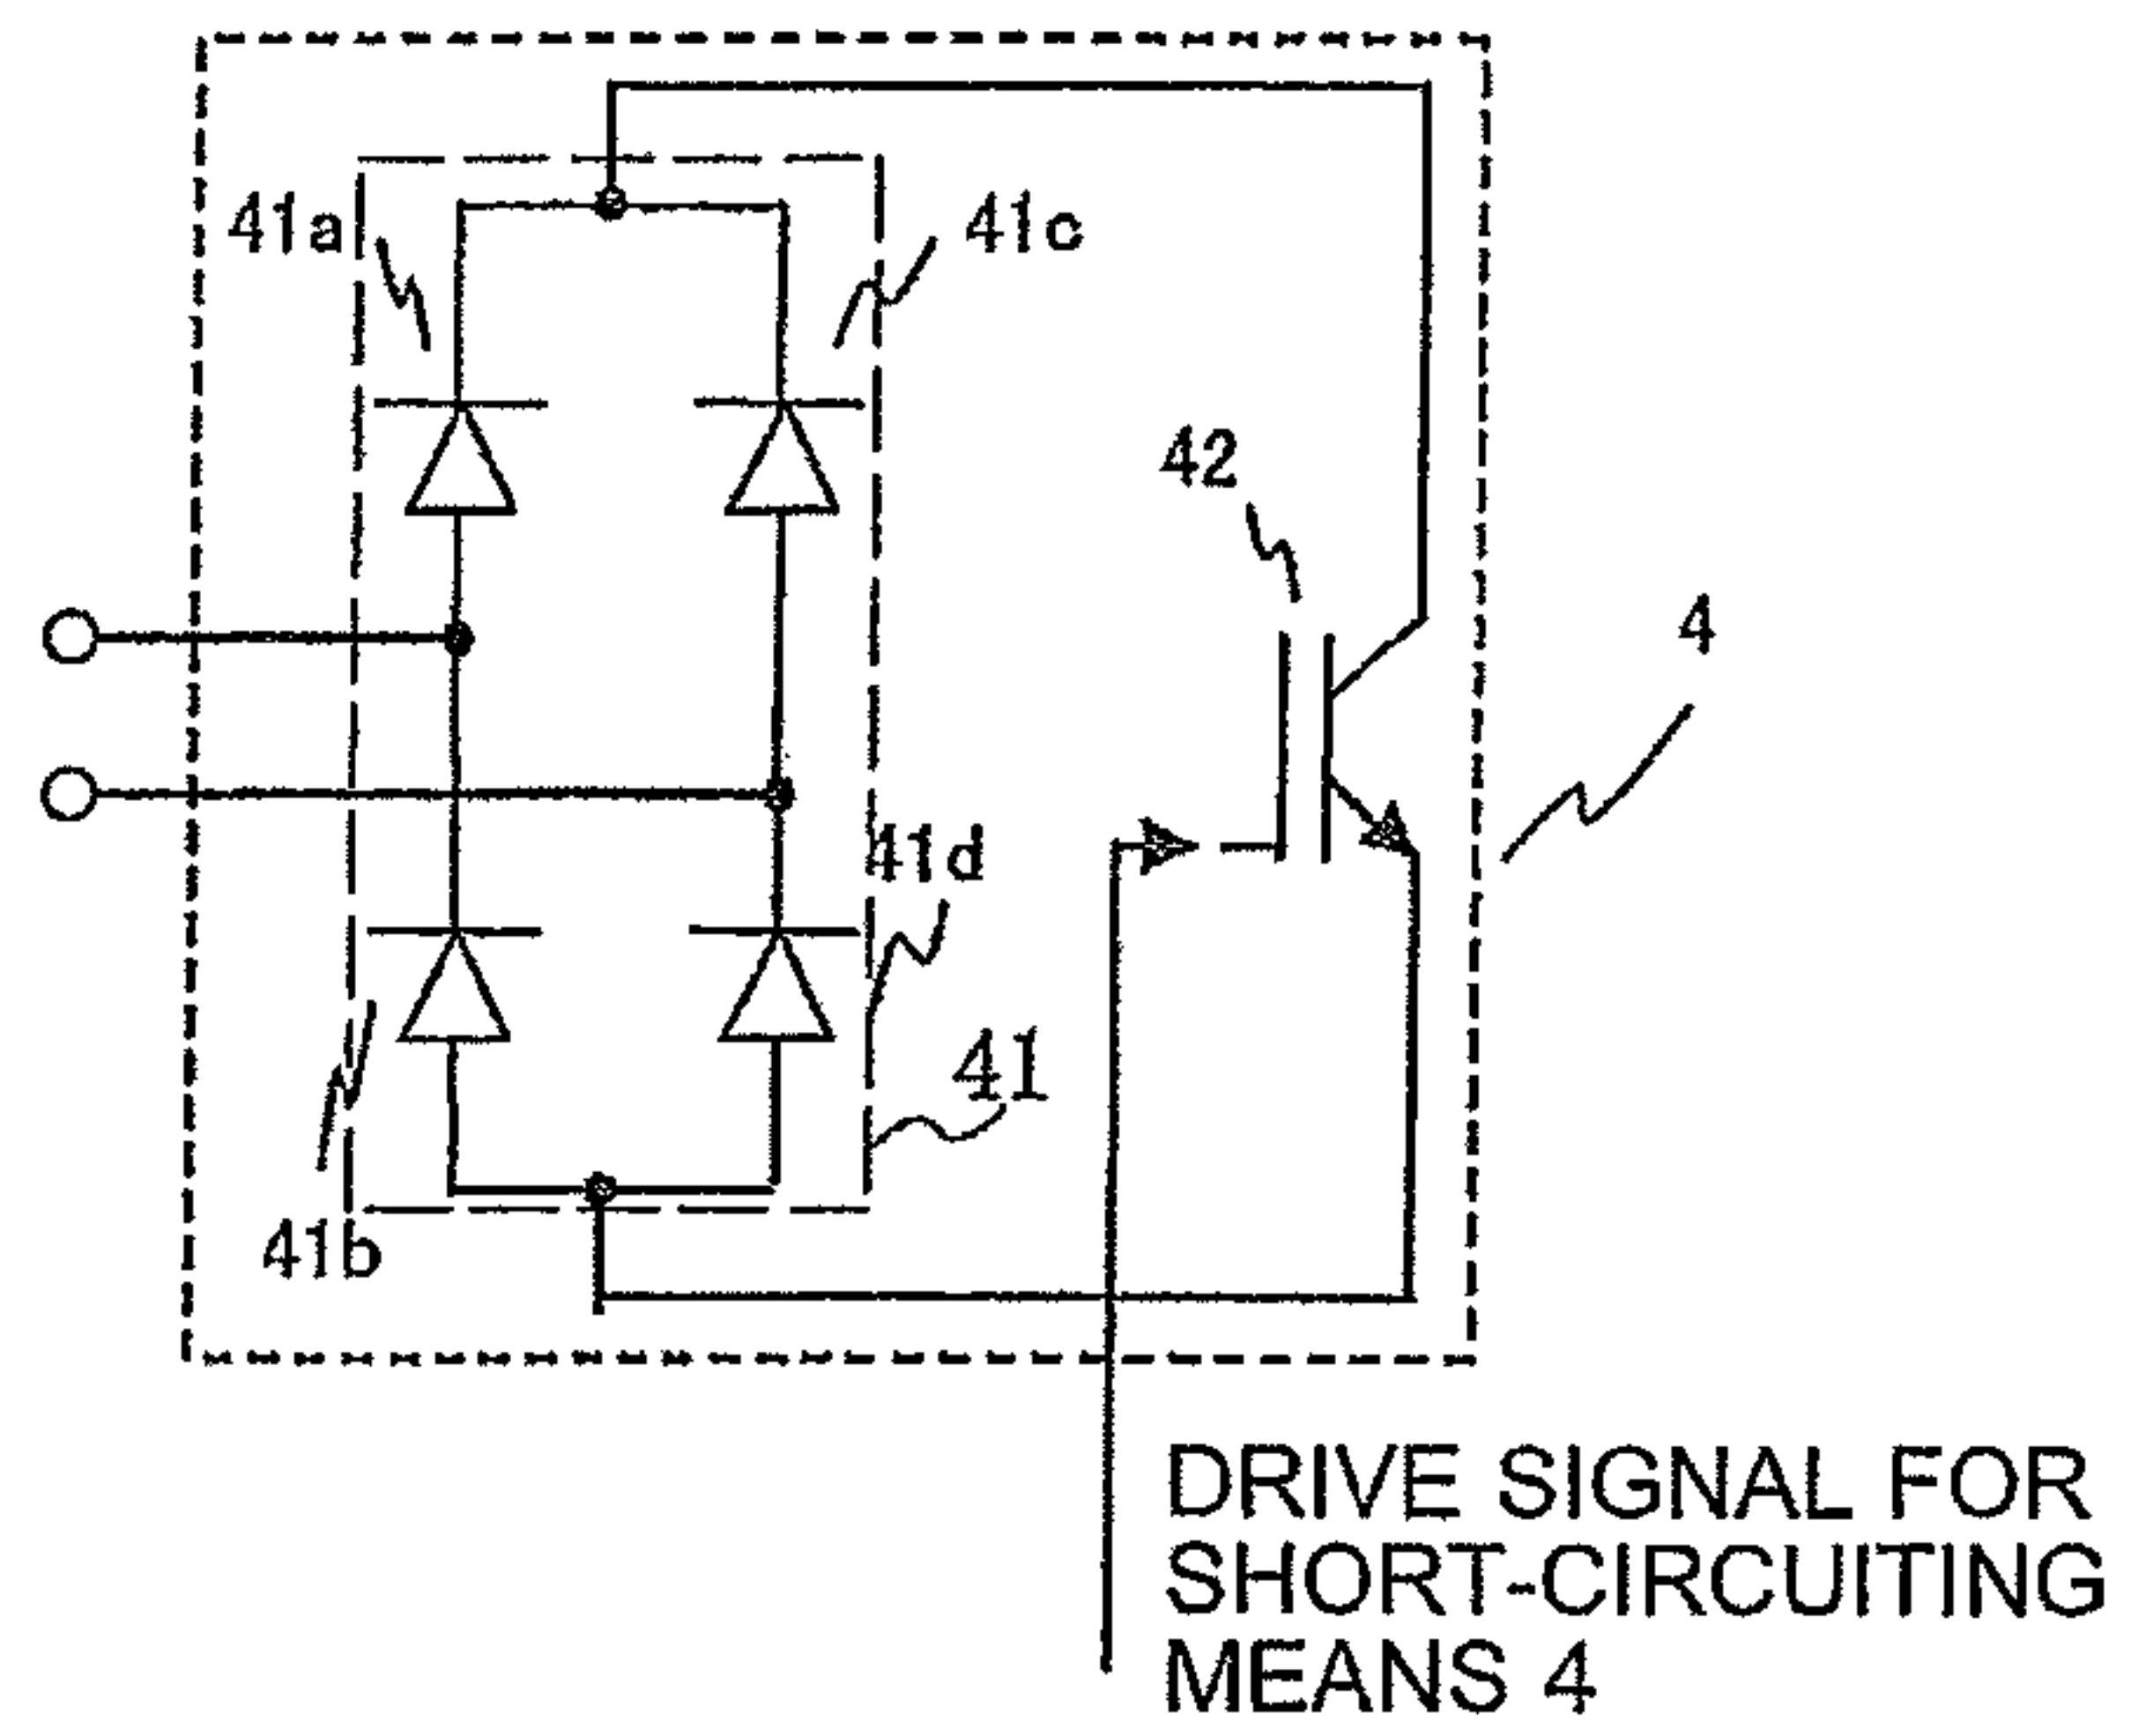 41a
41c
42
4
41d
41
41b
DRIVE SIGNAL FOR
SHORT-CIRCUITING
MEANS 4